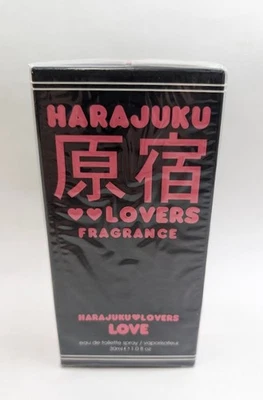 HARAJUKU
原宿
♥♥LOVERS
FRAGRANCE
HARAJUKU♥LOVERS
LOVE
eau de toilette spray / vaporisateur
30ml e 1.0 fl oz